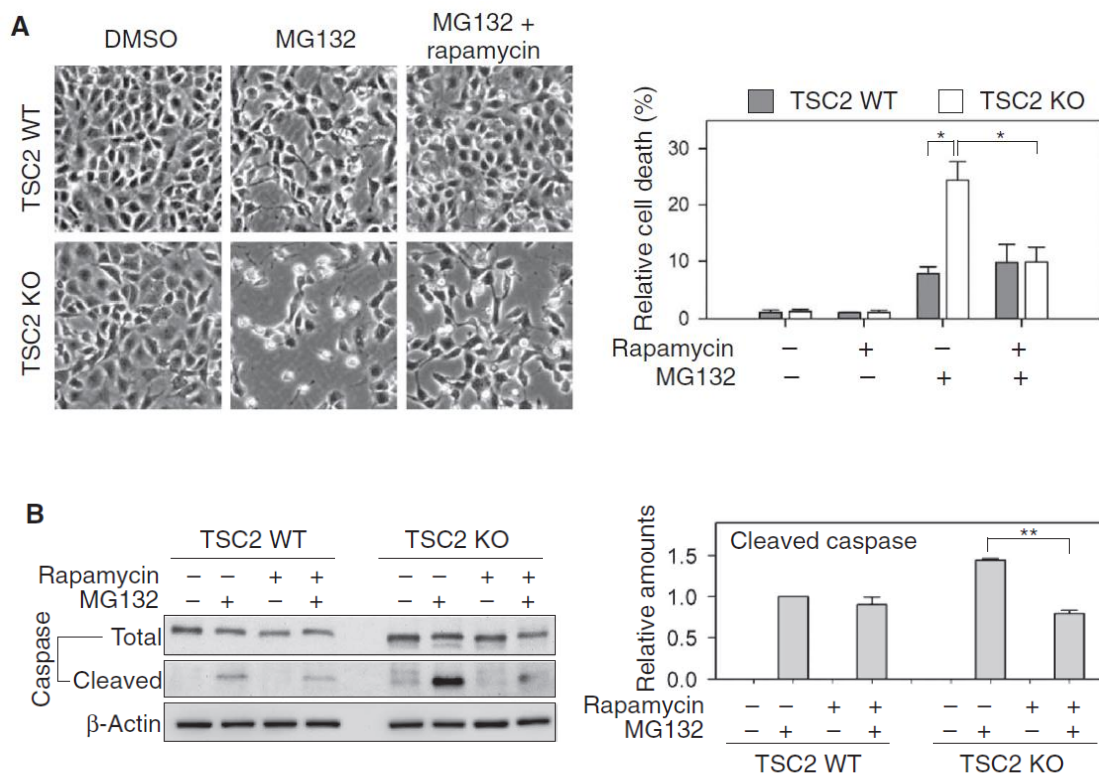 A
DMSO
MG132
MG132 +
rapamycin
TSC2 WT
TSC2 KO
TSC2 WT
TSC2 KO
Relative cell death (%)
30
20
10
0
*
*
Rapamycin − + − +
MG132 − − + +
B
TSC2 WT
TSC2 KO
Rapamycin − − + + − − + +
MG132 − + − + − + − +
Caspase
Total
Cleaved
β-Actin
Cleaved caspase
**
Relative amounts
1.5
1.0
0.5
0.0
Rapamycin − − + + − − + +
MG132 − + − + − + − +
TSC2 WT
TSC2 KO